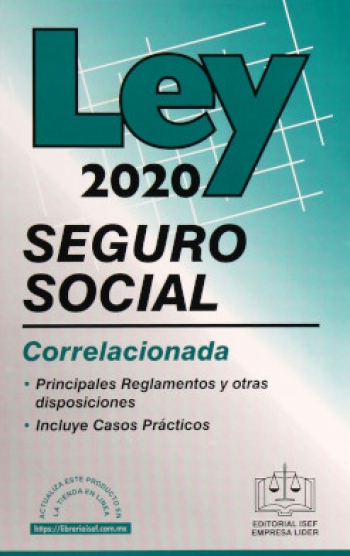 Ley
2020
SEGURO
SOCIAL
Correlacionada
• Principales Reglamentos y otras
disposiciones
• Incluye Casos Prácticos
ACTUALIZA ESTE PRODUCTO EN
LA TIENDA EN LINEA
https://libreriaisef.com.mx
EDITORIAL ISEF
EMPRESA LIDER